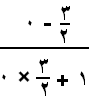 ٠ - ٣/٢
٠ × ٣/٢ + ١